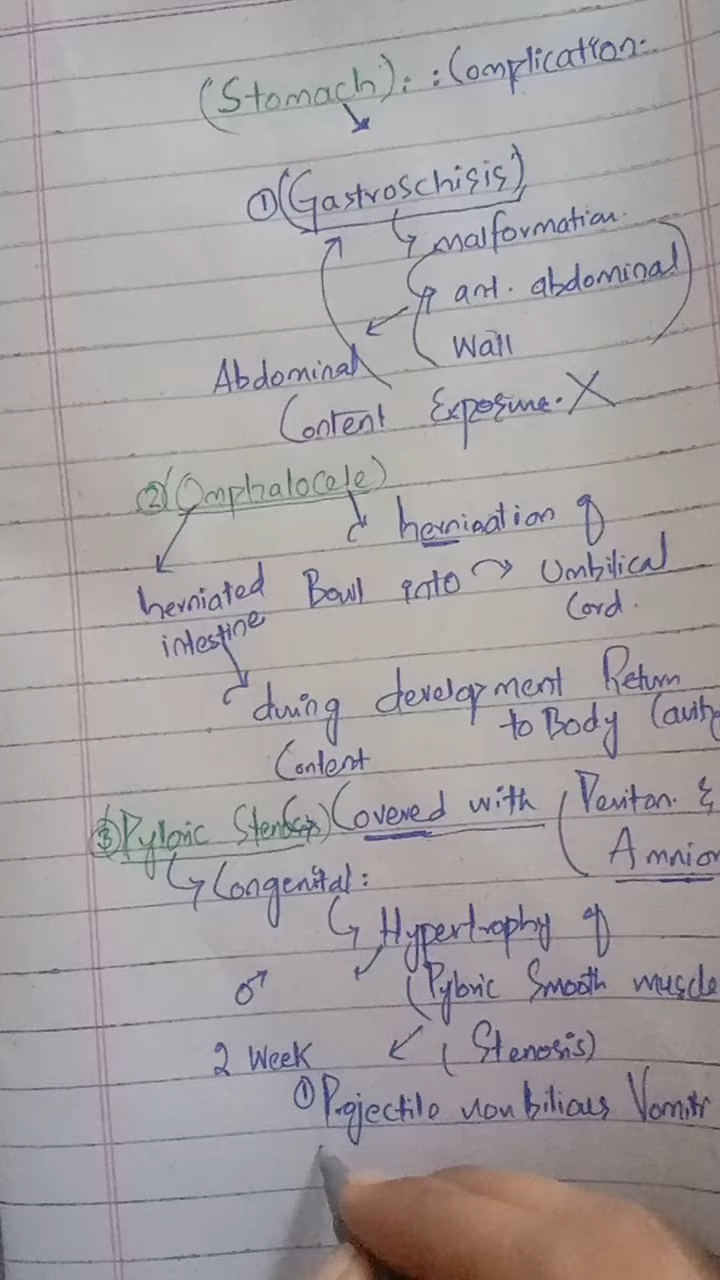 (Stomach): : Complication.
① (Gastroschisis)
malformation.
ant. abdominal
Wall
Abdominal
Content Exposure. X
② (Omphalocele)
herniation of
herniated Bowl into Umbilical
intestine Cord.
during development Return
to Body Cavity
Content
③ Pyloric Stenosis) Covered with (Periton. &
Amnion
Congenital:
Hypertrophy of
♂ (Pyloric Smooth muscle
2 Week (Stenosis)
① Projectile non bilious Vomiti